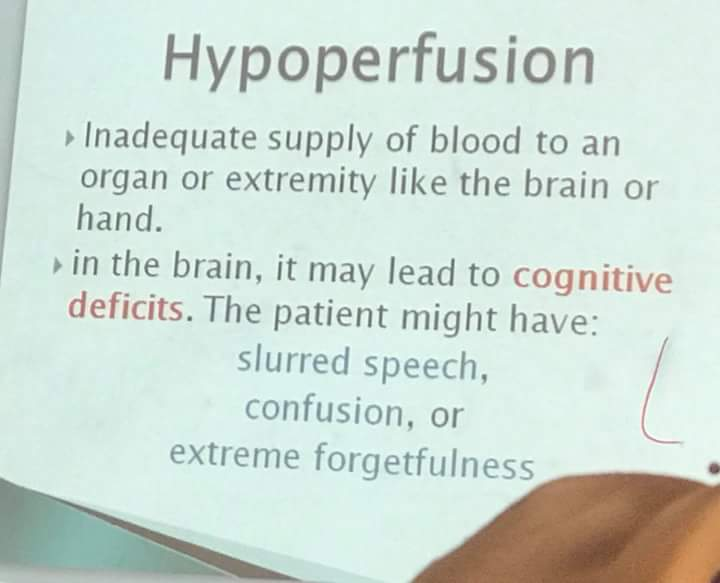 Hypoperfusion
Inadequate supply of blood to an
organ or extremity like the brain or
hand.
in the brain, it may lead to cognitive
deficits. The patient might have:
slurred speech,
confusion, or
extreme forgetfulness